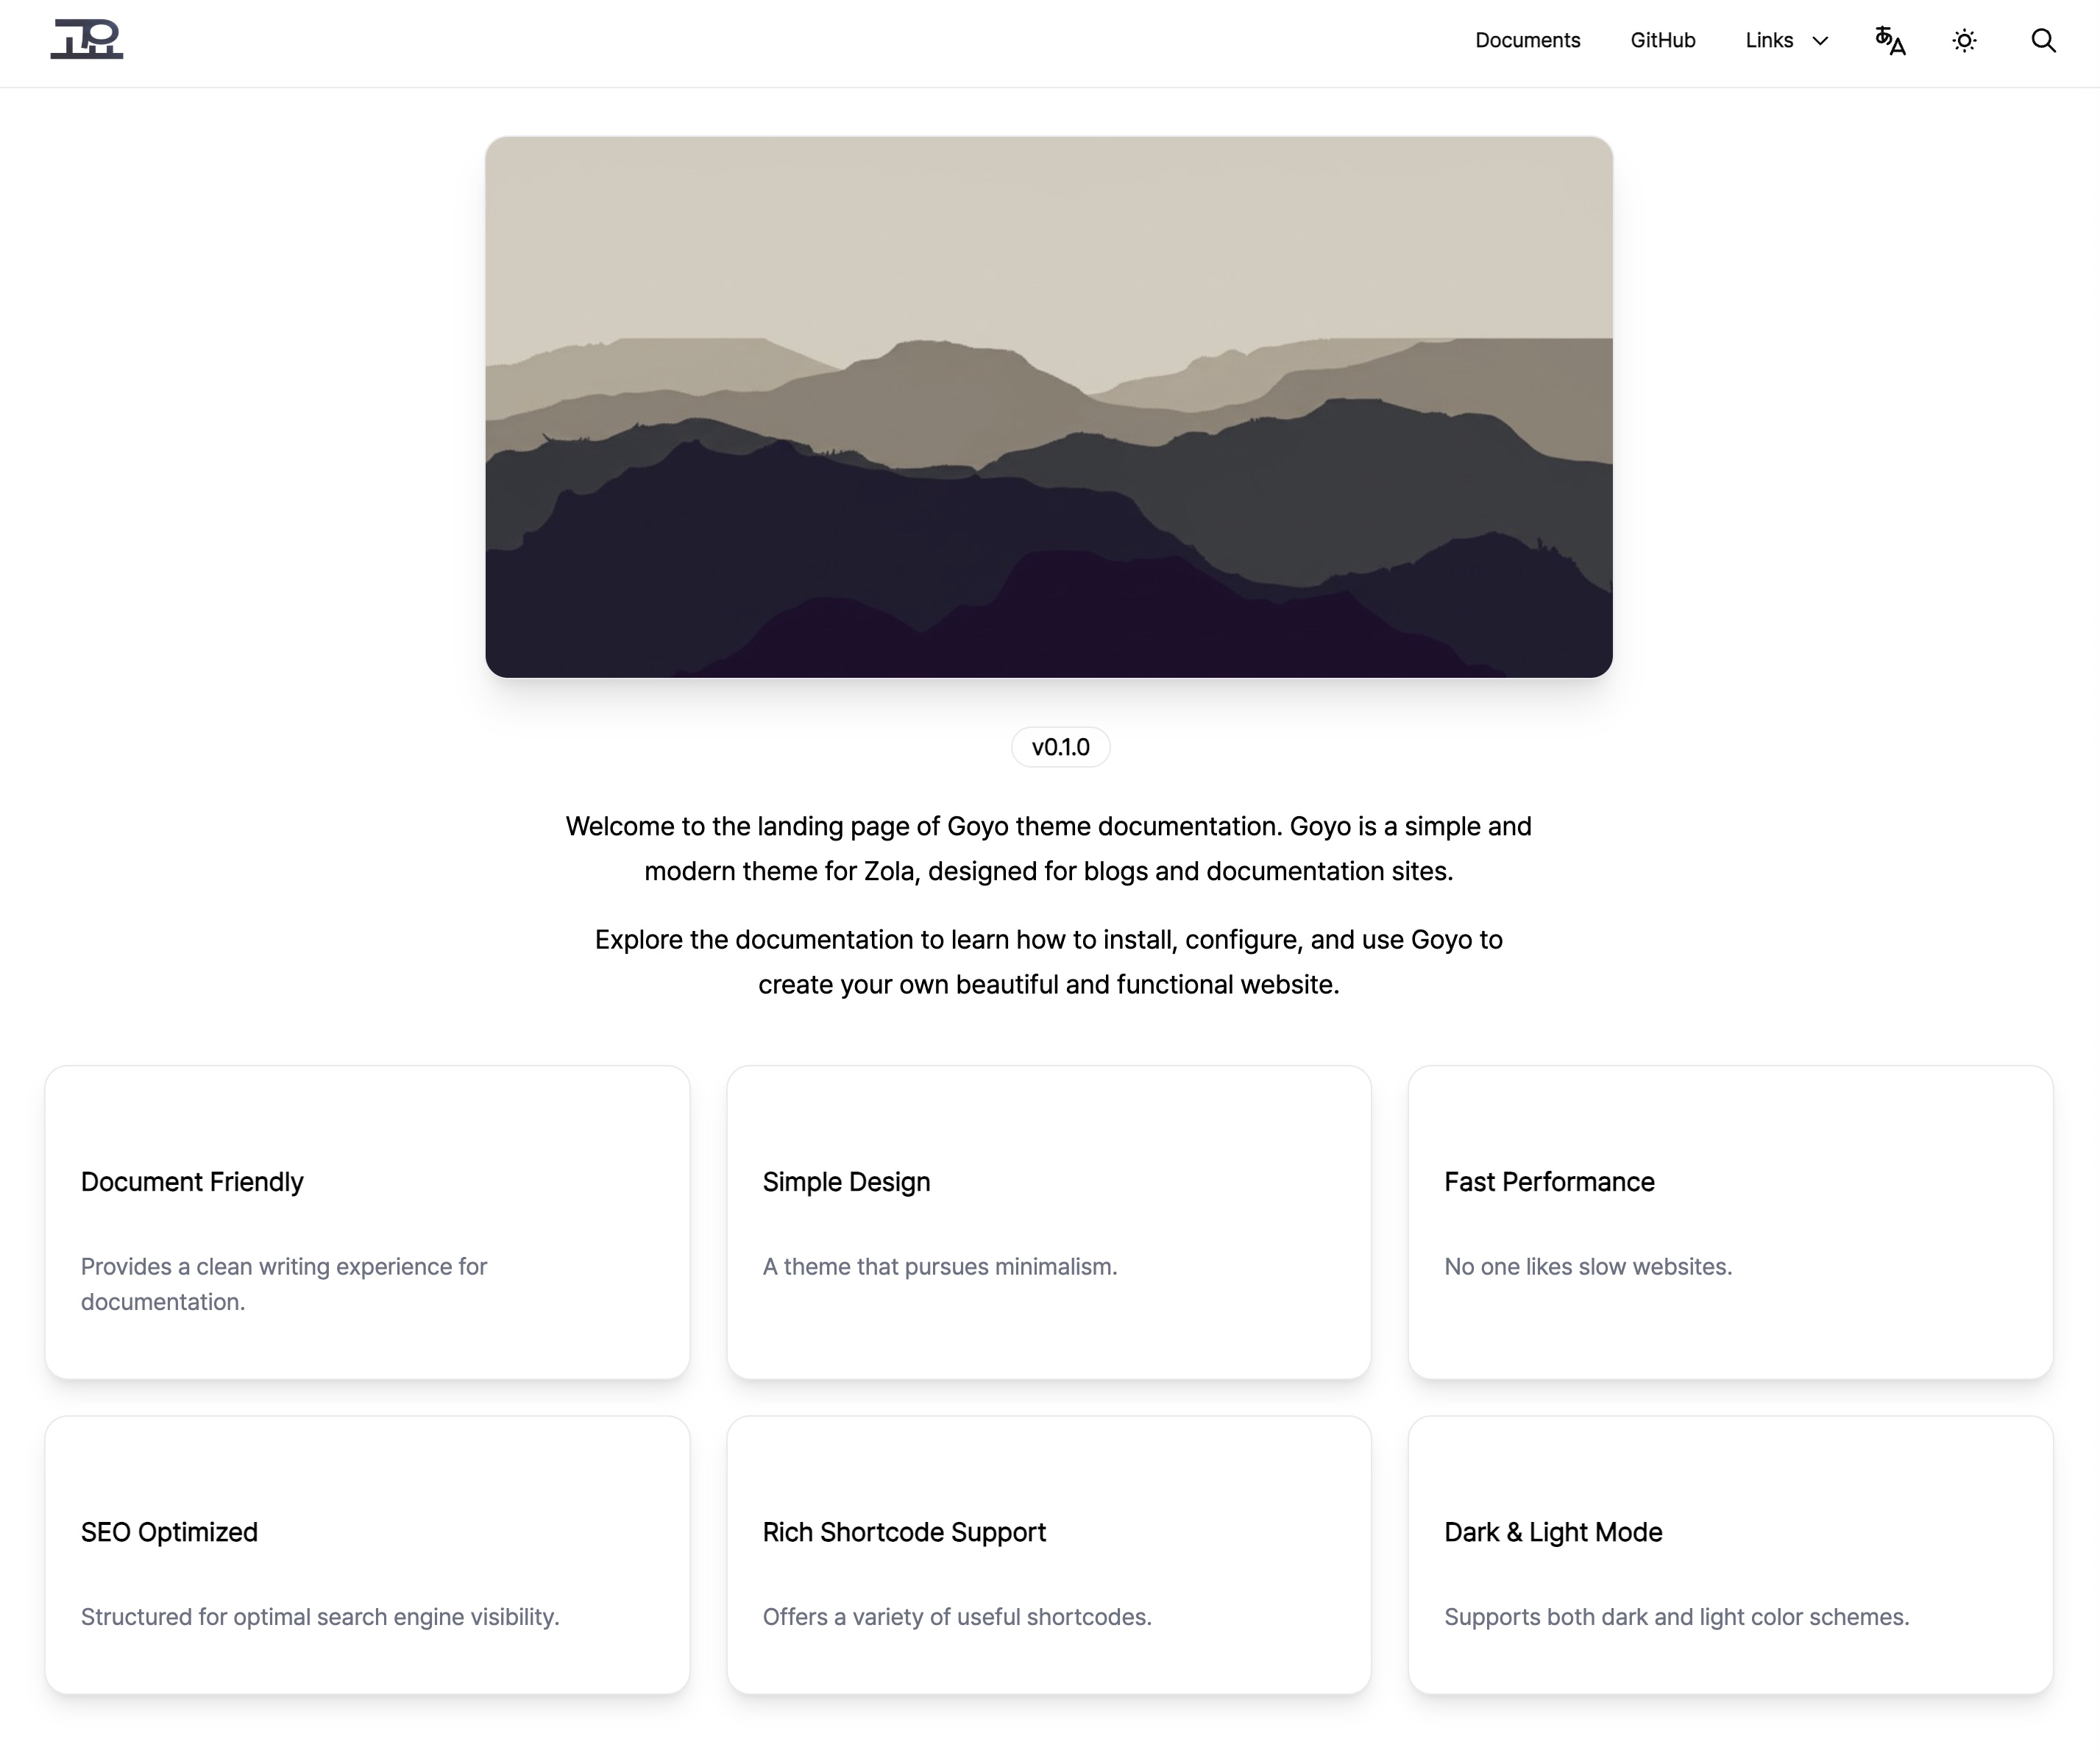 Documents GitHub Links あA
v0.1.0
Welcome to the landing page of Goyo theme documentation. Goyo is a simple and
modern theme for Zola, designed for blogs and documentation sites.
Explore the documentation to learn how to install, configure, and use Goyo to
create your own beautiful and functional website.
Document Friendly
Provides a clean writing experience for
documentation.
Simple Design
A theme that pursues minimalism.
Fast Performance
No one likes slow websites.
SEO Optimized
Structured for optimal search engine visibility.
Rich Shortcode Support
Offers a variety of useful shortcodes.
Dark & Light Mode
Supports both dark and light color schemes.